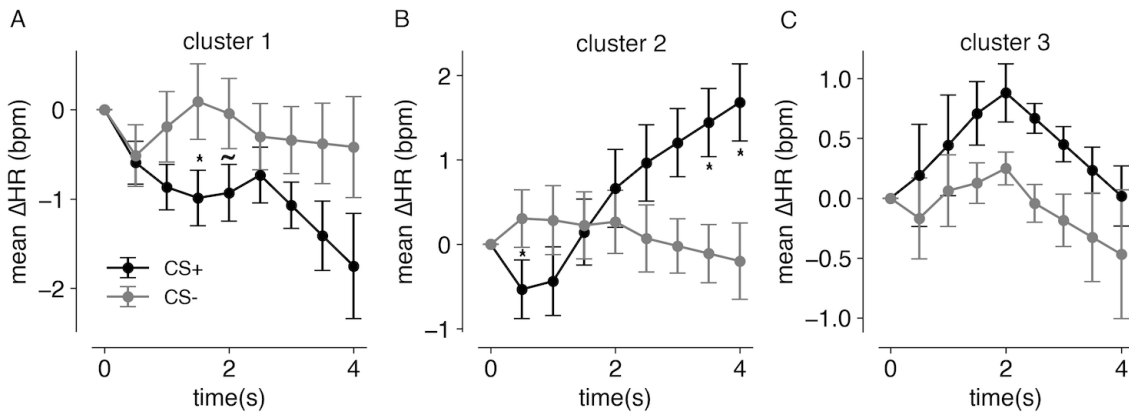 A
cluster 1
mean ΔHR (bpm)
0
−1
−2
*
~
CS+
CS-
0
2
4
time(s)
B
cluster 2
mean ΔHR (bpm)
2
1
0
−1
*
*
*
0
2
4
time(s)
C
cluster 3
mean ΔHR (bpm)
1.0
0.5
0.0
−0.5
−1.0
0
2
4
time(s)